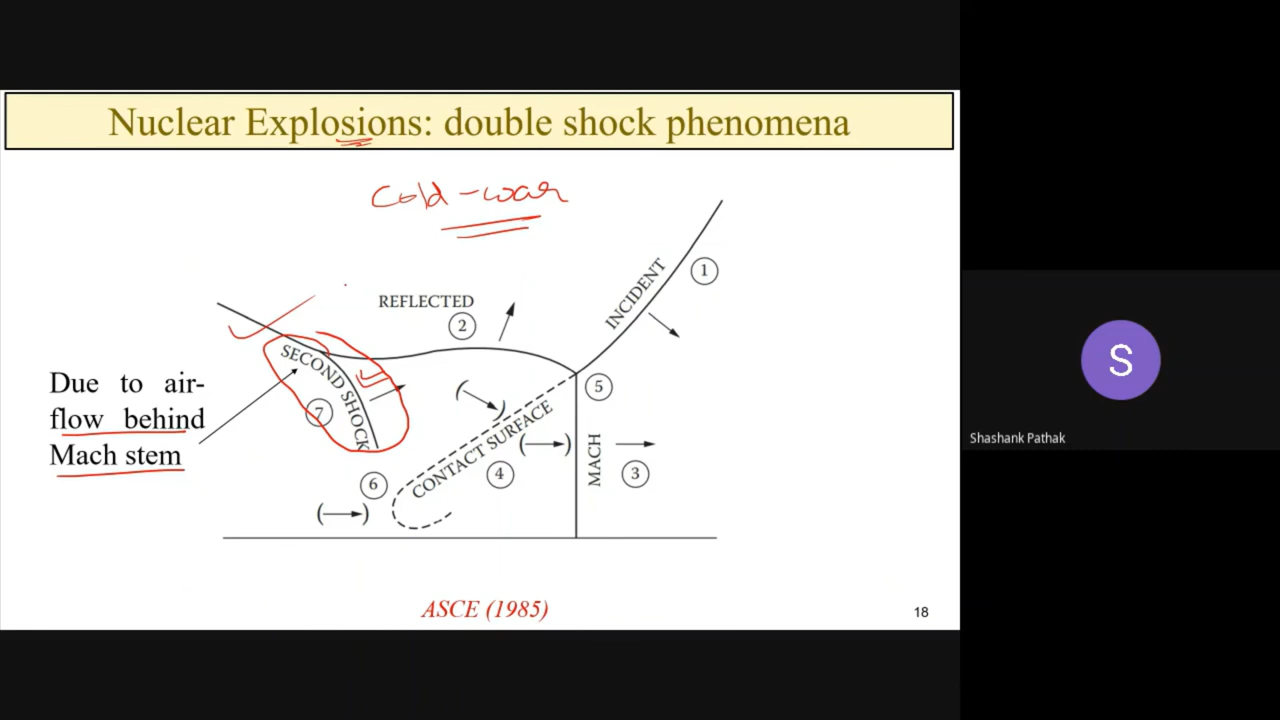 Nuclear Explosions: double shock phenomena
Cold-war
INCIDENT
1
REFLECTED
2
SECOND SHOCK
7
Due to air-
flow behind
Mach stem
5
CONTACT SURFACE
4
MACH
3
6
ASCE (1985)
18
S
Shashank Pathak